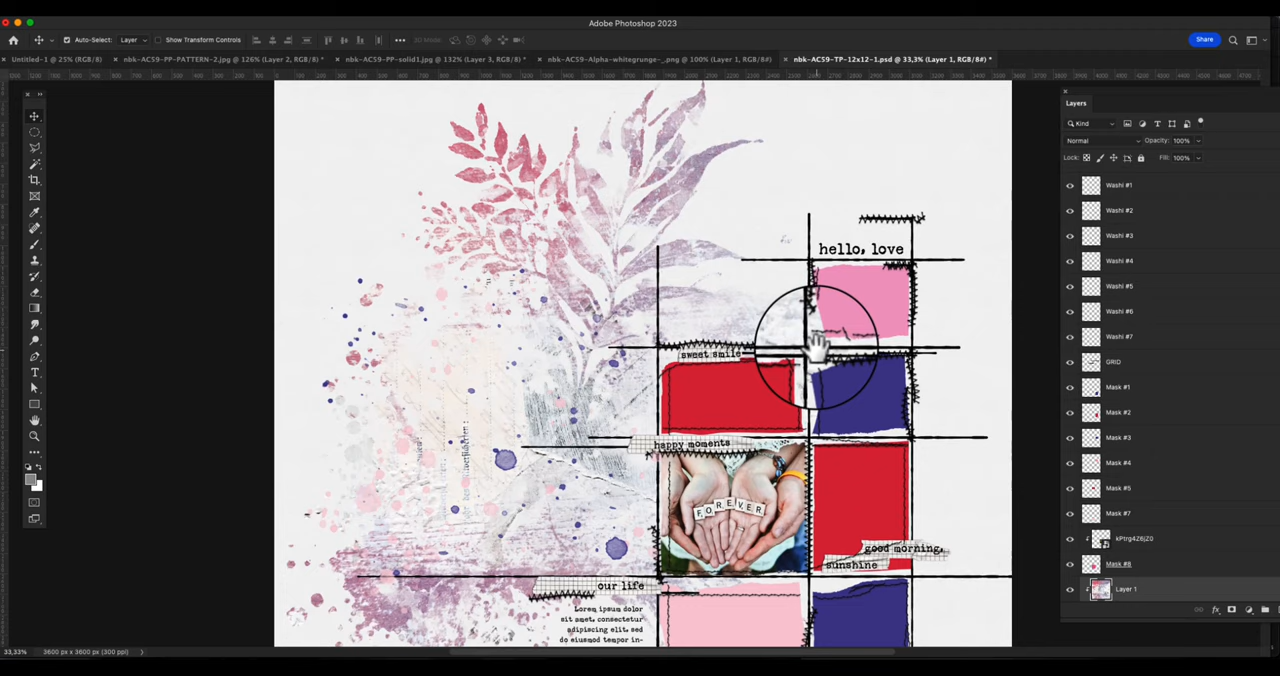 Adobe Photoshop 2023
Auto-Select: Layer Show Transform Controls 3D Mode: Share
Untitled-1 @ 25% (RGB/8)
nbk-AC59-PP-PATTERN-2.jpg @ 126% (Layer 2, RGB/8) *
nbk-AC59-PP-solid1.jpg @ 132% (Layer 3, RGB/8) *
nbk-AC59-Alpha-whitegrunge-_.png @ 100% (Layer 1, RGB/8#)
nbk-AC59-TP-12x12-1.psd @ 33,3% (Layer 1, RGB/8#) *
Layers
Kind
Normal Opacity: 100%
Lock: Fill: 100%
Washi #1
Washi #2
Washi #3
Washi #4
Washi #5
Washi #6
Washi #7
GRID
Mask #1
Mask #2
Mask #3
Mask #4
Mask #5
Mask #7
kPtrg4Z6jZ0
Mask #8
Layer 1
hello, love
sweet smile
happy moments
FOREVER
good morning,
sunshine
our life
Lorem ipsum dolor
sit amet, consectetur
adipiscing elit, sed
do eiusmod tempor in-
33,33% 3600 px x 3600 px (300 ppi)